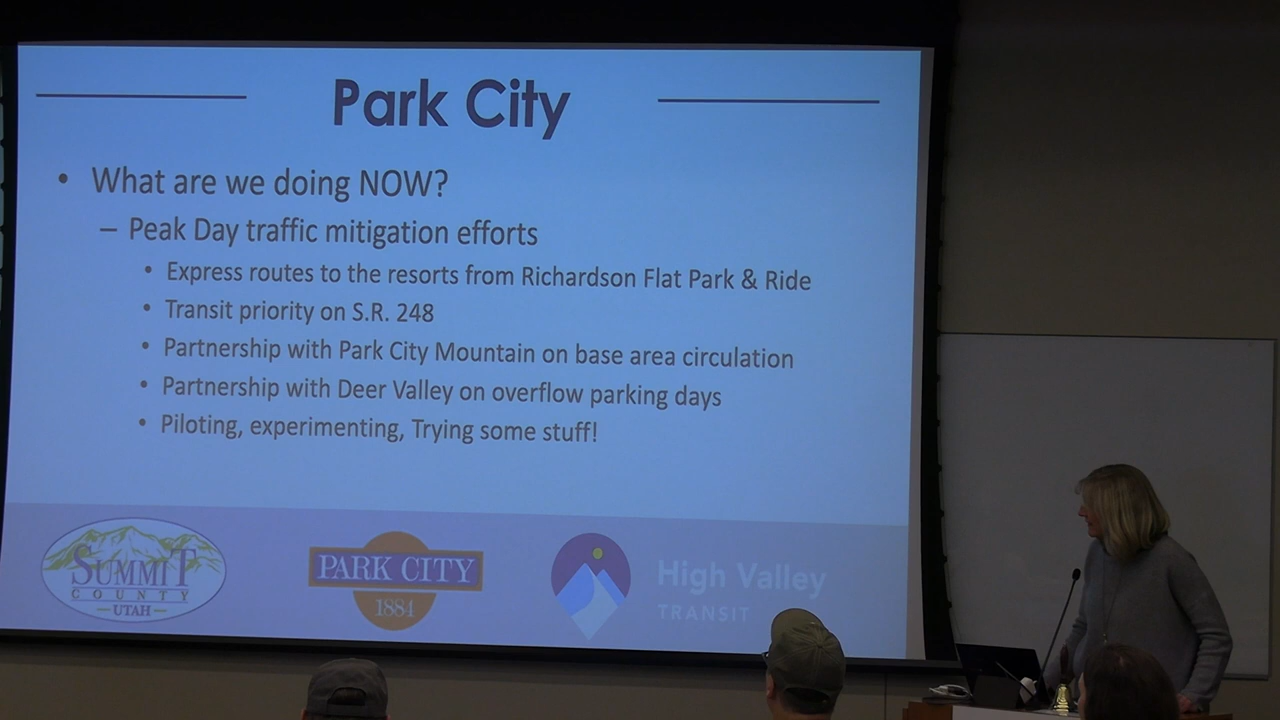 Park City
• What are we doing NOW?
– Peak Day traffic mitigation efforts
• Express routes to the resorts from Richardson Flat Park & Ride
• Transit priority on S.R. 248
• Partnership with Park City Mountain on base area circulation
• Partnership with Deer Valley on overflow parking days
• Piloting, experimenting, Trying some stuff!
SUMMIT
COUNTY
UTAH
PARK CITY
1884
High Valley
TRANSIT